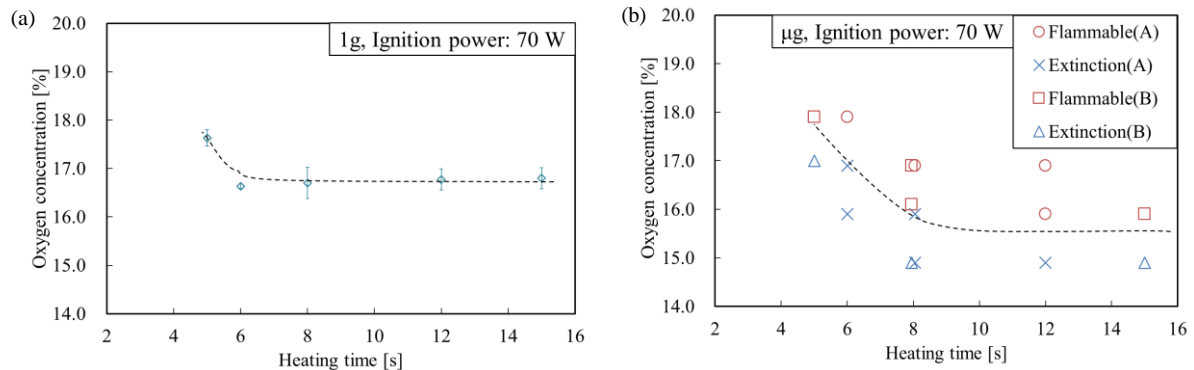 (a)
1g, Ignition power: 70 W
Oxygen concentration [%]
20.0
19.0
18.0
17.0
16.0
15.0
14.0
2 4 6 8 10 12 14 16
Heating time [s]
(b)
μg, Ignition power: 70 W
Flammable(A)
Extinction(A)
Flammable(B)
Extinction(B)
Oxygen concentration [%]
20.0
19.0
18.0
17.0
16.0
15.0
14.0
2 4 6 8 10 12 14 16
Heating time [s]